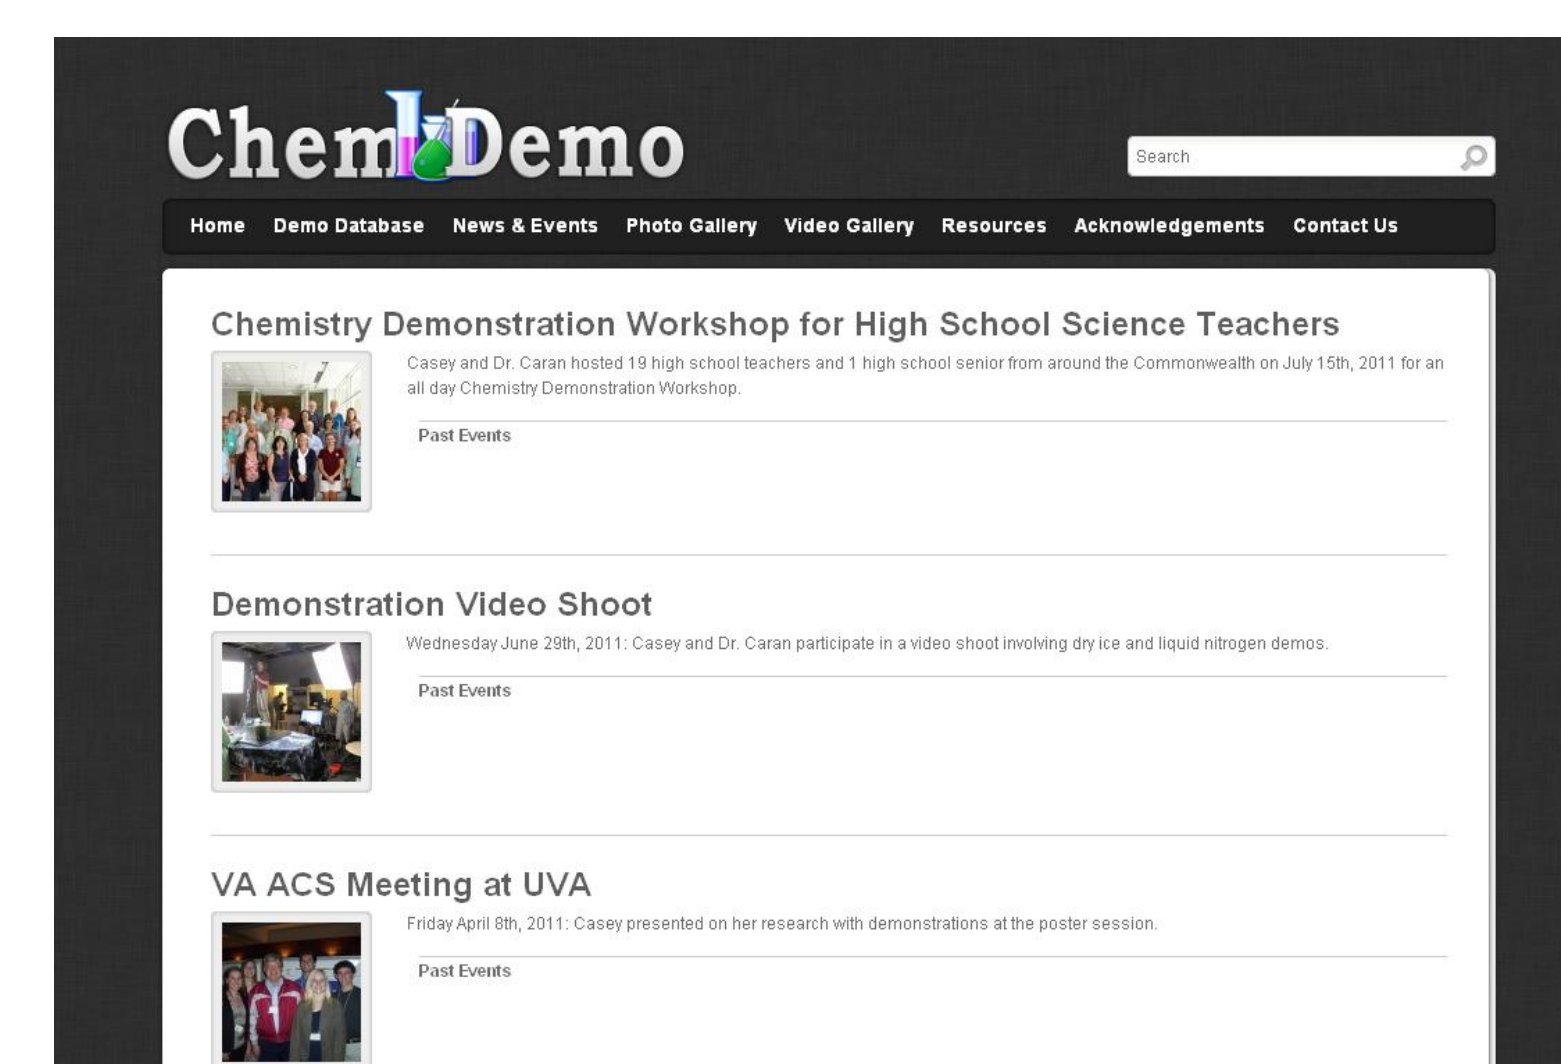 Chem Demo
Search
Home Demo Database News & Events Photo Gallery Video Gallery Resources Acknowledgements Contact Us
Chemistry Demonstration Workshop for High School Science Teachers
Casey and Dr. Caran hosted 19 high school teachers and 1 high school senior from around the Commonwealth on July 15th, 2011 for an
all day Chemistry Demonstration Workshop.
Past Events
Demonstration Video Shoot
Wednesday June 29th, 2011: Casey and Dr. Caran participate in a video shoot involving dry ice and liquid nitrogen demos.
Past Events
VA ACS Meeting at UVA
Friday April 8th, 2011: Casey presented on her research with demonstrations at the poster session.
Past Events